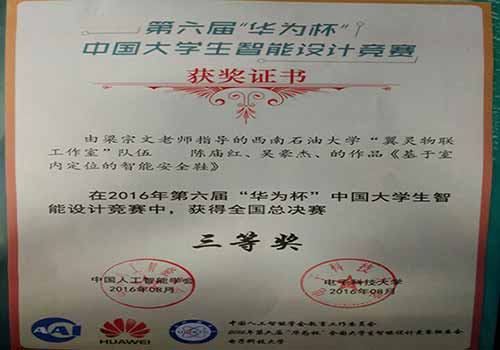 第六届"华为杯"
中国大学生智能设计竞赛
获奖证书
由梁宗文老师指导的西南石油大学"翼灵物联
工作室"队伍 陈庙红、吴豪杰、的作品《基于室
内定位的智能安全鞋》
在2016年第六届"华为杯"中国大学生智
能设计竞赛中，获得全国总决赛
三等奖
中国人工智能学会 电子科技大学
2016年08月 2016年08月
AAI
HUAWEI
中国人工智能学会教育工作委员会
2016年第六届"华为杯"全国大学生智能设计竞赛组委会
电子科技大学